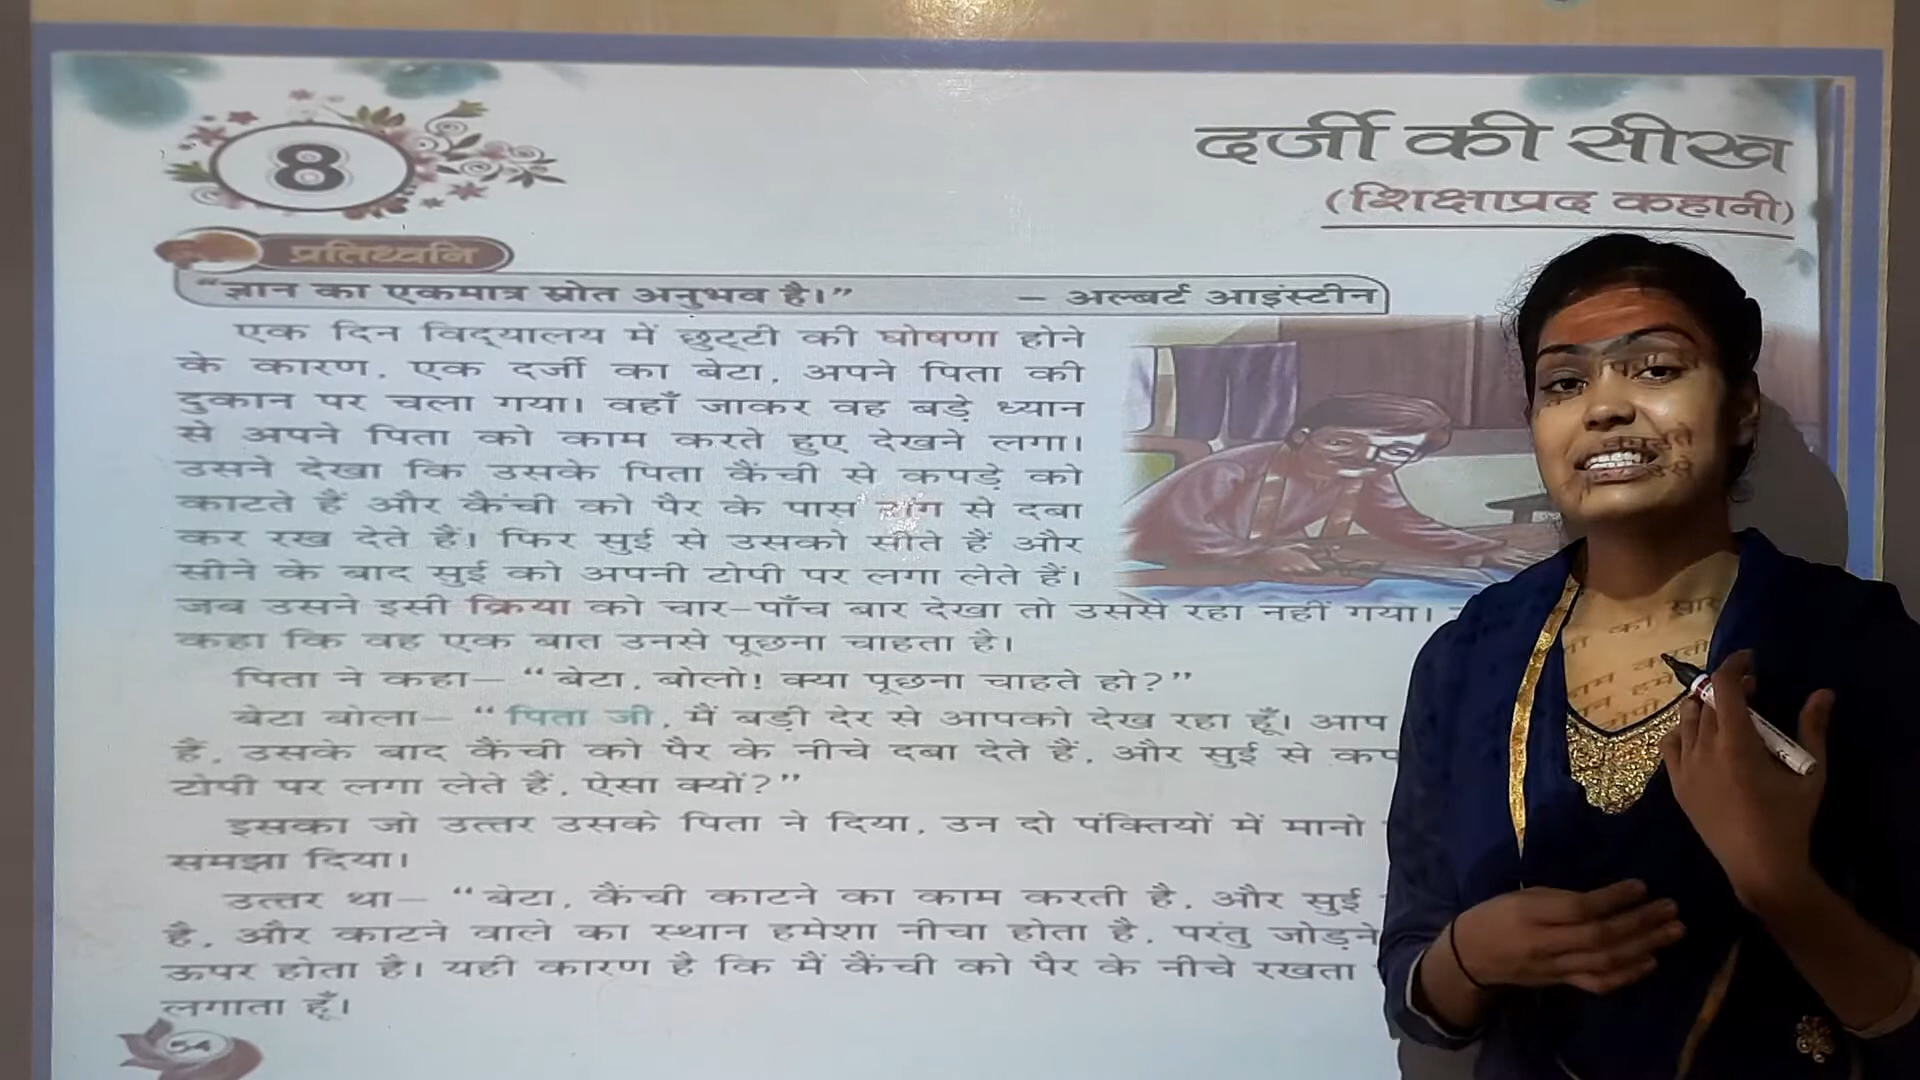 8
दर्जी की सीख
(शिक्षाप्रद कहानी)
प्रतिध्वनि
“ज्ञान का एकमात्र स्रोत अनुभव है।” – अल्बर्ट आइंस्टीन
एक दिन विद्यालय में छुट्टी की घोषणा होने
के कारण, एक दर्जी का बेटा, अपने पिता की
दुकान पर चला गया। वहाँ जाकर वह बड़े ध्यान
से अपने पिता को काम करते हुए देखने लगा।
उसने देखा कि उसके पिता कैंची से कपड़े को
काटते हैं और कैंची को पैर के पास टांग से दबा
कर रख देते हैं। फिर सुई से उसको सीते हैं और
सीने के बाद सुई को अपनी टोपी पर लगा लेते हैं।
जब उसने इसी क्रिया को चार-पाँच बार देखा तो उससे रहा नहीं गया।
कहा कि वह एक बात उनसे पूछना चाहता है।
पिता ने कहा– “बेटा, बोलो! क्या पूछना चाहते हो?”
बेटा बोला– “पिता जी, मैं बड़ी देर से आपको देख रहा हूँ। आप
हैं, उसके बाद कैंची को पैर के नीचे दबा देते हैं, और सुई से
टोपी पर लगा लेते हैं, ऐसा क्यों?”
इसका जो उत्तर उसके पिता ने दिया, उन दो पंक्तियों में मानो
समझा दिया।
उत्तर था– “बेटा, कैंची काटने का काम करती है, और सुई
है, और काटने वाले का स्थान हमेशा नीचा होता है, परंतु जोड़ने
ऊपर होता है। यही कारण है कि मैं कैंची को पैर के नीचे रखता
लगाता हूँ।
54